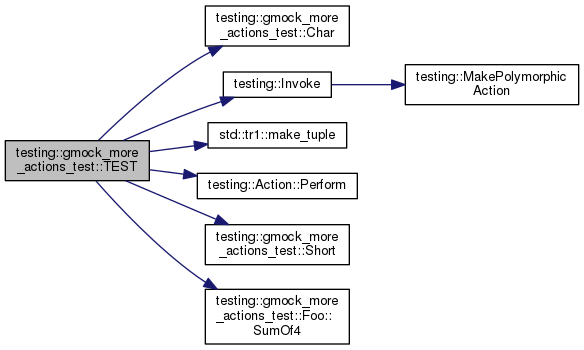 testing::gmock_more
_actions_test::Char
testing::Invoke
testing::MakePolymorphic
Action
std::tr1::make_tuple
testing::gmock_more
_actions_test::TEST
testing::Action::Perform
testing::gmock_more
_actions_test::Short
testing::gmock_more
_actions_test::Foo::
SumOf4